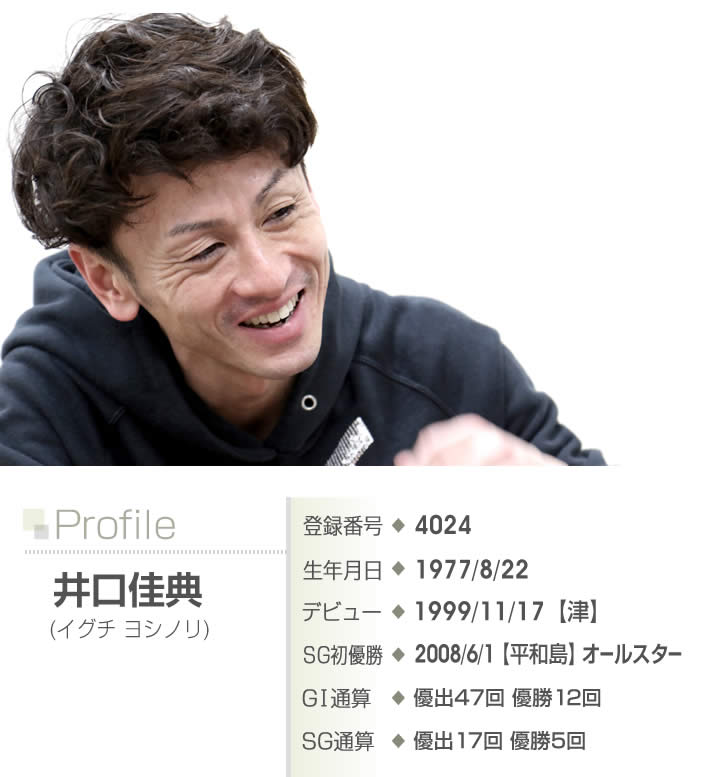 Profile
井口佳典
(イグチ ヨシノリ)
登録番号 ◆ 4024
生年月日 ◆ 1977/8/22
デビュー ◆ 1999/11/17【津】
SG初優勝 ◆ 2008/6/1【平和島】オールスター
GⅠ通算 ◆ 優出47回 優勝12回
SG通算 ◆ 優出17回 優勝5回